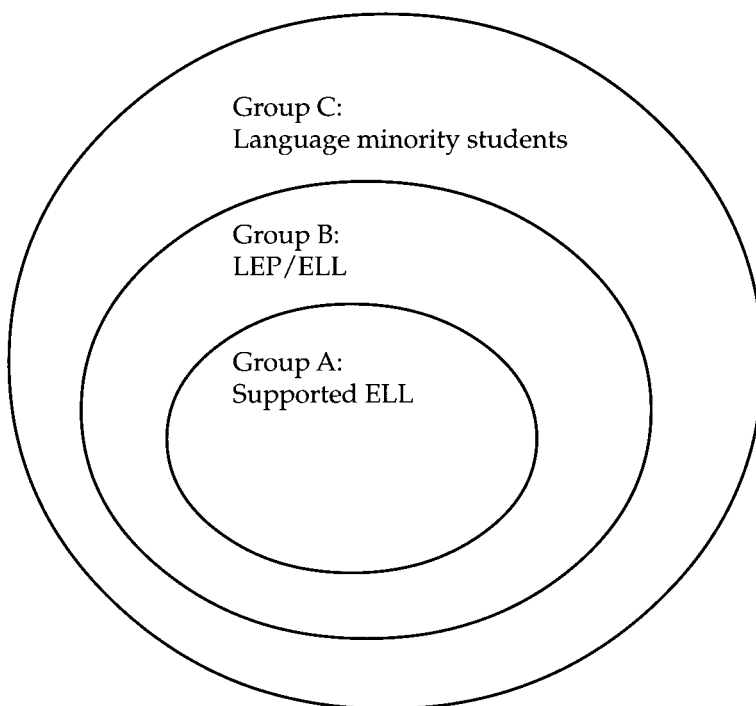 Group C:
Language minority students
Group B:
LEP/ELL
Group A:
Supported ELL